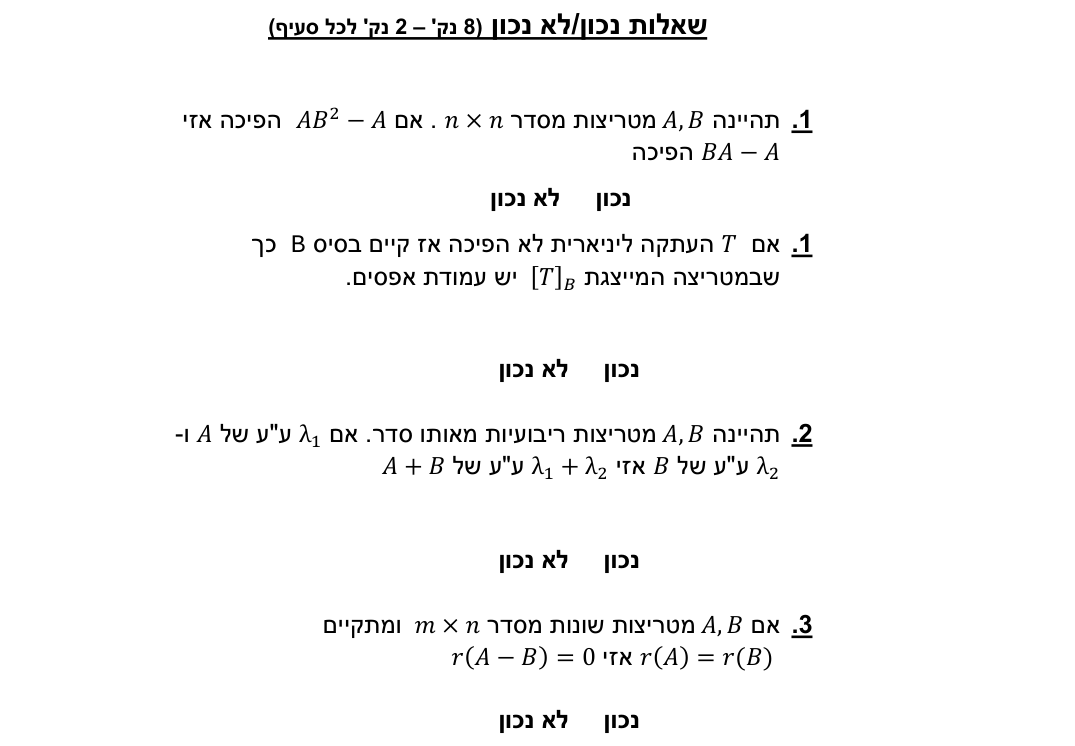 שאלות נכון/לא נכון (8 נק' – 2 נק' לכל סעיף)
1. תהיינה A, B מטריצות מסדר n × n . אם AB² − A הפיכה אזי
BA − A הפיכה
נכון לא נכון
1. אם T העתקה ליניארית לא הפיכה אז קיים בסיס B כך
שבמטריצה המייצגת [T]_B יש עמודת אפסים.
נכון לא נכון
2. תהיינה A, B מטריצות ריבועיות מאותו סדר. אם λ₁ ע"ע של A ו-
λ₂ ע"ע של B אזי λ₁ + λ₂ ע"ע של A + B
נכון לא נכון
3. אם A, B מטריצות שונות מסדר m × n ומתקיים
r(A) = r(B) אזי r(A − B) = 0
נכון לא נכון